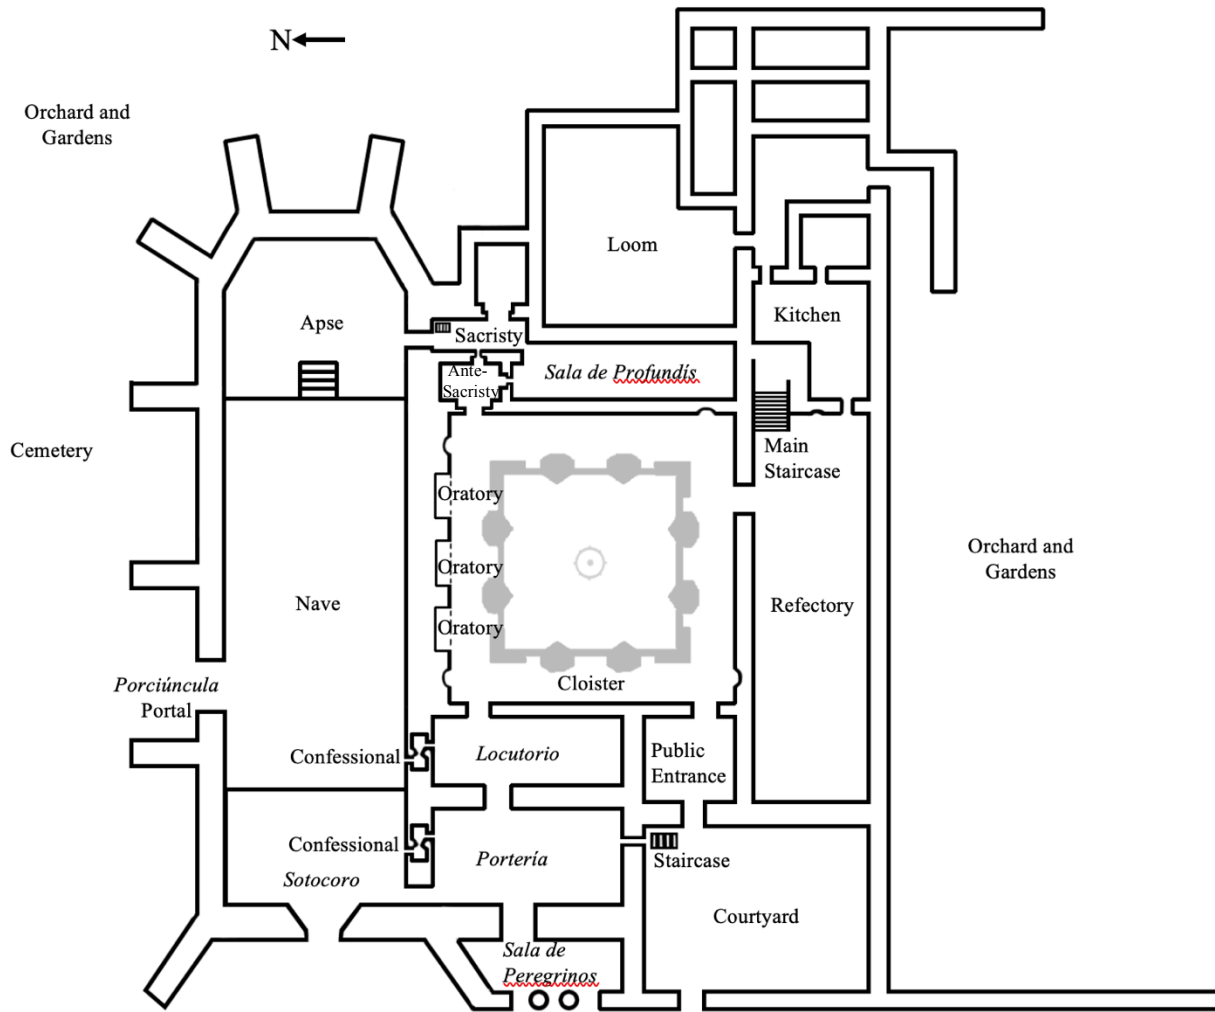 N
Orchard and
Gardens
Loom
Apse
Sacristy
Kitchen
Ante-
Sacristy
Sala de Profundís
Cemetery
Main
Staircase
Oratory
Oratory
Oratory
Orchard and
Gardens
Nave
Refectory
Cloister
Porciúncula
Portal
Confessional
Locutorio
Public
Entrance
Confessional
Sotocoro
Portería
Staircase
Courtyard
Sala de
Peregrinos